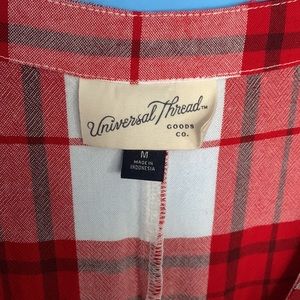 Universal Thread™
GOODS
CO.
M
MADE IN
INDONESIA